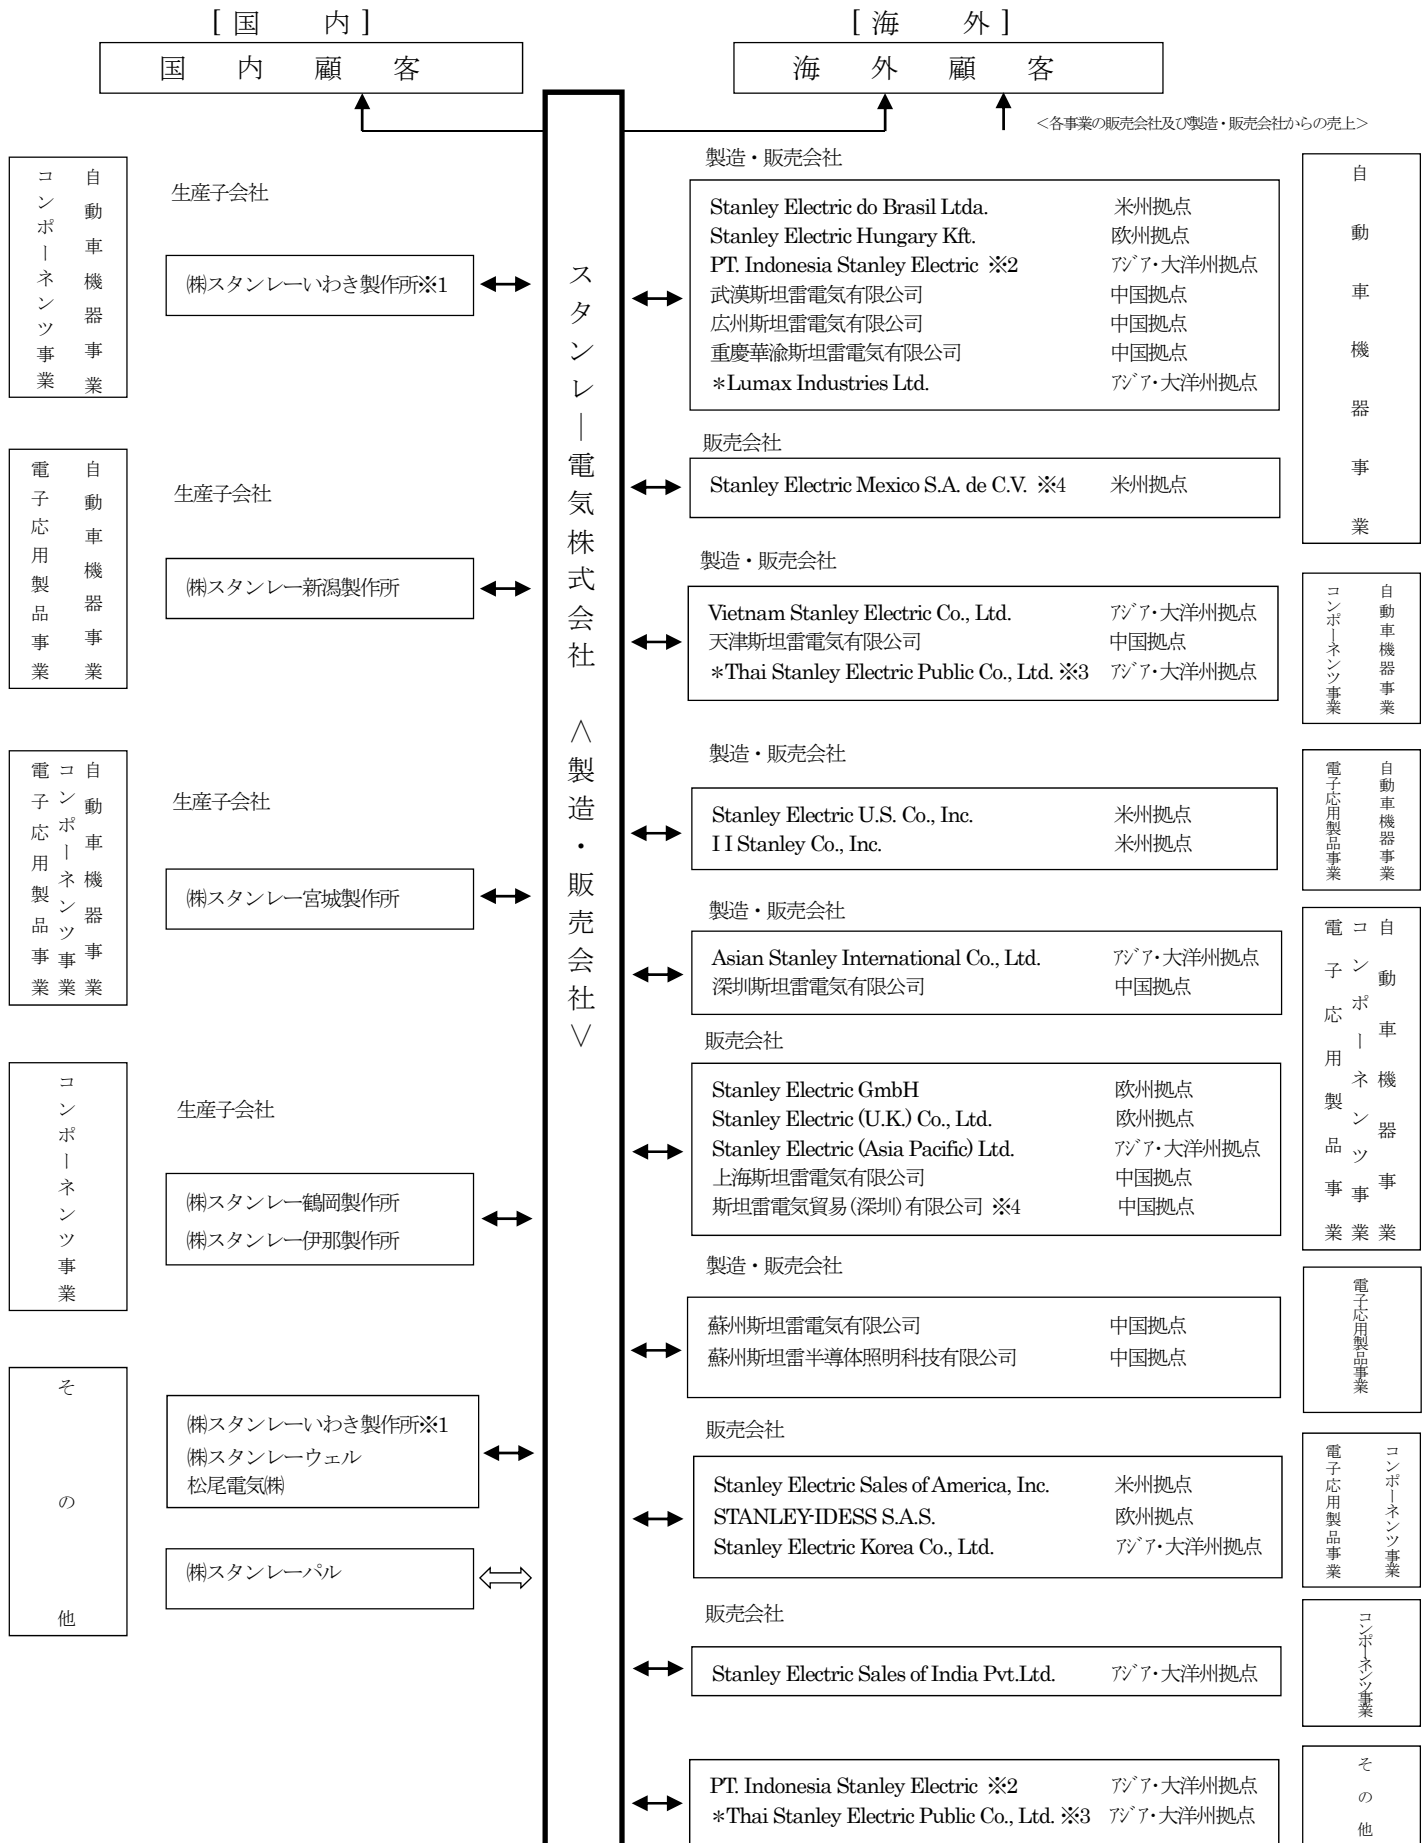 [国　内]
国内顧客
[海　外]
海外顧客
＜各事業の販売会社及び製造・販売会社からの売上＞
スタンレー電気株式会社　＜製造・販売会社＞
自動車機器事業
コンポーネンツ事業
生産子会社
㈱スタンレーいわき製作所※1
自動車機器事業
電子応用製品事業
生産子会社
㈱スタンレー新潟製作所
自動車機器事業
コンポーネンツ事業
電子応用製品事業
生産子会社
㈱スタンレー宮城製作所
コンポーネンツ事業
生産子会社
㈱スタンレー鶴岡製作所
㈱スタンレー伊那製作所
その他
㈱スタンレーいわき製作所※1
㈱スタンレーウェル
松尾電気㈱
㈱スタンレーパル
製造・販売会社
Stanley Electric do Brasil Ltda.　米州拠点
Stanley Electric Hungary Kft.　欧州拠点
PT. Indonesia Stanley Electric ※2　ｱｼﾞｱ・大洋州拠点
武漢斯坦雷電気有限公司　中国拠点
広州斯坦雷電気有限公司　中国拠点
重慶華渝斯坦雷電気有限公司　中国拠点
＊Lumax Industries Ltd.　ｱｼﾞｱ・大洋州拠点
販売会社
Stanley Electric Mexico S.A. de C.V. ※4　米州拠点
自動車機器事業
製造・販売会社
Vietnam Stanley Electric Co., Ltd.　ｱｼﾞｱ・大洋州拠点
天津斯坦雷電気有限公司　中国拠点
＊Thai Stanley Electric Public Co., Ltd. ※3　ｱｼﾞｱ・大洋州拠点
自動車機器事業
コンポーネンツ事業
製造・販売会社
Stanley Electric U.S. Co., Inc.　米州拠点
I I Stanley Co., Inc.　米州拠点
自動車機器事業
電子応用製品事業
製造・販売会社
Asian Stanley International Co., Ltd.　ｱｼﾞｱ・大洋州拠点
深圳斯坦雷電気有限公司　中国拠点
販売会社
Stanley Electric GmbH　欧州拠点
Stanley Electric (U.K.) Co., Ltd.　欧州拠点
Stanley Electric (Asia Pacific) Ltd.　ｱｼﾞｱ・大洋州拠点
上海斯坦雷電気有限公司　中国拠点
斯坦雷電気貿易(深圳)有限公司 ※4　中国拠点
自動車機器事業
コンポーネンツ事業
電子応用製品事業
製造・販売会社
蘇州斯坦雷電気有限公司　中国拠点
蘇州斯坦雷半導体照明科技有限公司　中国拠点
電子応用製品事業
販売会社
Stanley Electric Sales of America, Inc.　米州拠点
STANLEY-IDESS S.A.S.　欧州拠点
Stanley Electric Korea Co., Ltd.　ｱｼﾞｱ・大洋州拠点
コンポーネンツ事業
電子応用製品事業
販売会社
Stanley Electric Sales of India Pvt.Ltd.　ｱｼﾞｱ・大洋州拠点
コンポーネンツ事業
PT. Indonesia Stanley Electric ※2　ｱｼﾞｱ・大洋州拠点
＊Thai Stanley Electric Public Co., Ltd. ※3　ｱｼﾞｱ・大洋州拠点
その他